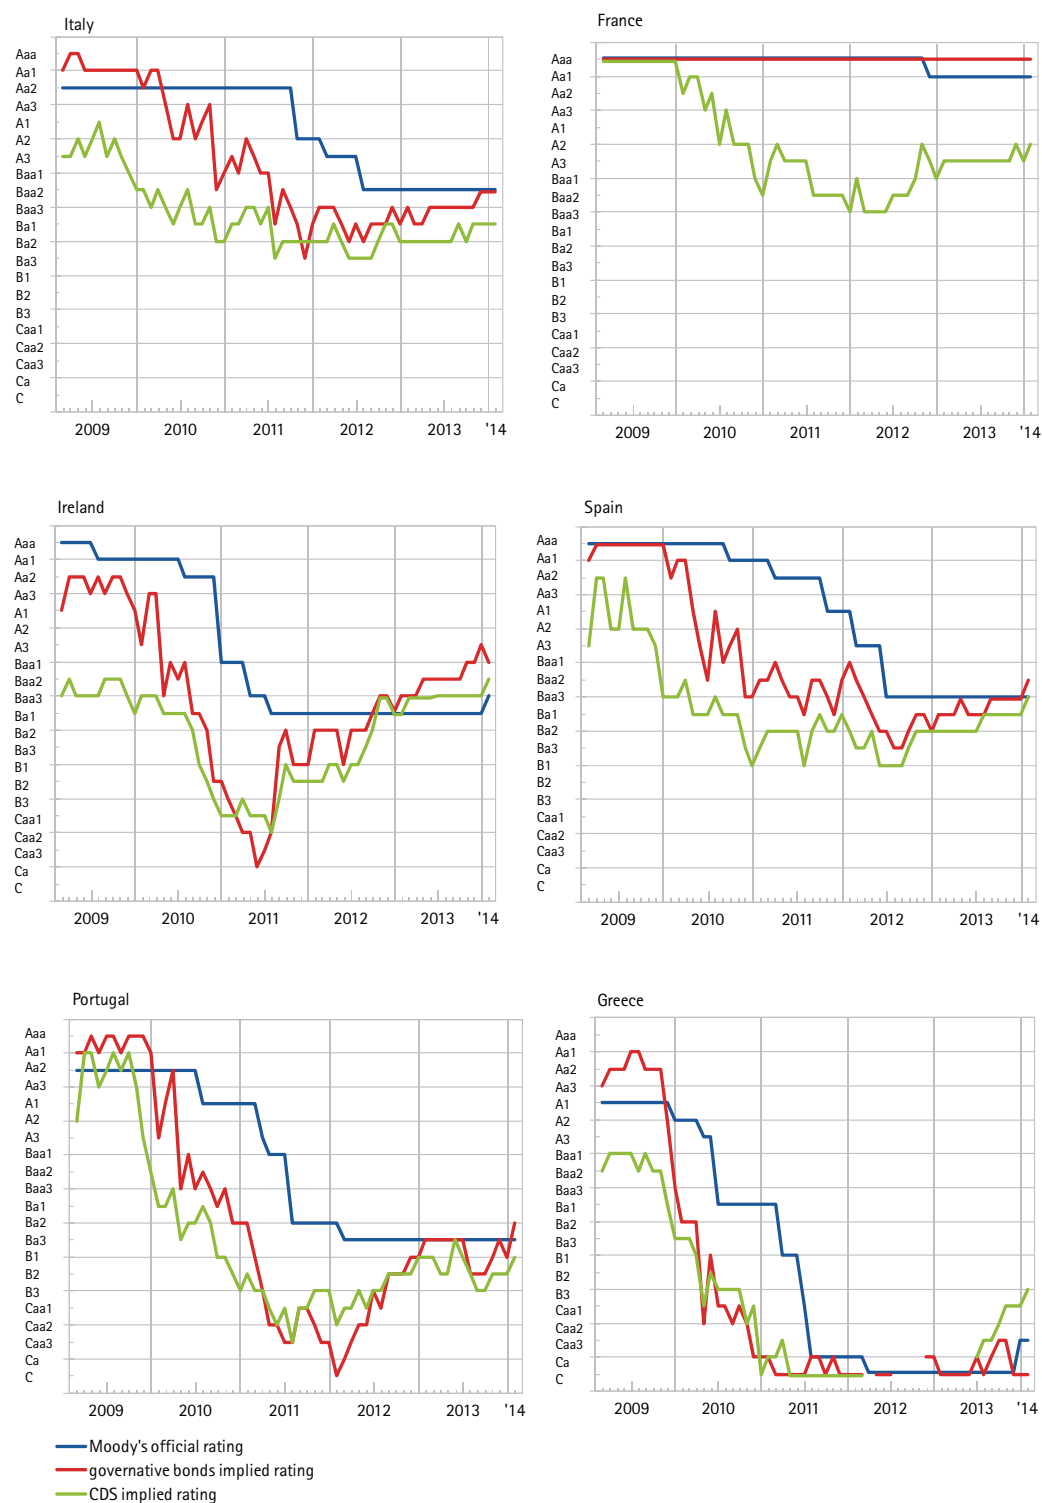 Italy
Aaa
Aa1
Aa2
Aa3
A1
A2
A3
Baa1
Baa2
Baa3
Ba1
Ba2
Ba3
B1
B2
B3
Caa1
Caa2
Caa3
Ca
C
2009 2010 2011 2012 2013 '14
France
Aaa
Aa1
Aa2
Aa3
A1
A2
A3
Baa1
Baa2
Baa3
Ba1
Ba2
Ba3
B1
B2
B3
Caa1
Caa2
Caa3
Ca
C
2009 2010 2011 2012 2013 '14
Ireland
Aaa
Aa1
Aa2
Aa3
A1
A2
A3
Baa1
Baa2
Baa3
Ba1
Ba2
Ba3
B1
B2
B3
Caa1
Caa2
Caa3
Ca
C
2009 2010 2011 2012 2013 '14
Spain
Aaa
Aa1
Aa2
Aa3
A1
A2
A3
Baa1
Baa2
Baa3
Ba1
Ba2
Ba3
B1
B2
B3
Caa1
Caa2
Caa3
Ca
C
2009 2010 2011 2012 2013 '14
Portugal
Aaa
Aa1
Aa2
Aa3
A1
A2
A3
Baa1
Baa2
Baa3
Ba1
Ba2
Ba3
B1
B2
B3
Caa1
Caa2
Caa3
Ca
C
2009 2010 2011 2012 2013 '14
Greece
Aaa
Aa1
Aa2
Aa3
A1
A2
A3
Baa1
Baa2
Baa3
Ba1
Ba2
Ba3
B1
B2
B3
Caa1
Caa2
Caa3
Ca
C
2009 2010 2011 2012 2013 '14
Moody's official rating
governative bonds implied rating
CDS implied rating